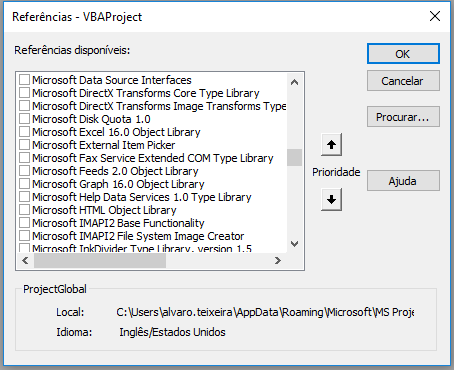 Referências - VBAProject
Referências disponíveis:
OK
Microsoft Data Source Interfaces
Cancelar
Microsoft DirectX Transforms Core Type Library
Microsoft DirectX Transforms Image Transforms Type
Microsoft Disk Quota 1.0
Procurar...
Microsoft Excel 16.0 Object Library
Microsoft External Item Picker
Microsoft Fax Service Extended COM Type Library
Microsoft Feeds 2.0 Object Library
Prioridade
Ajuda
Microsoft Graph 16.0 Object Library
Microsoft Help Data Services 1.0 Type Library
Microsoft HTML Object Library
Microsoft IMAPI2 Base Functionality
Microsoft IMAPI2 File System Image Creator
Microsoft InkDivider Type Library, version 1.5
ProjectGlobal
Local: C:\Users\alvaro.teixeira\AppData\Roaming\Microsoft\MS Proje
Idioma: Inglês/Estados Unidos